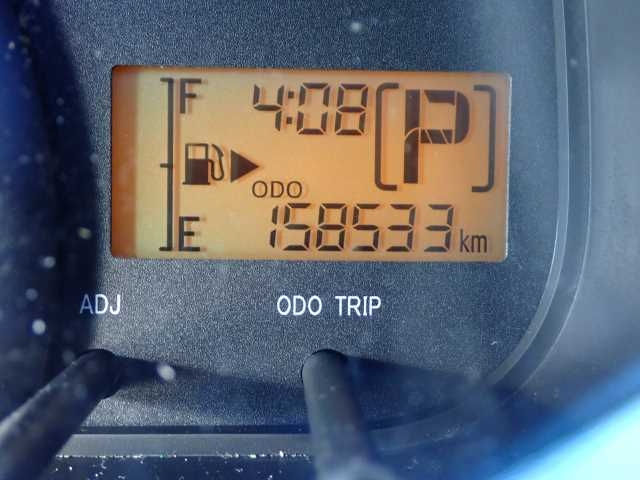 F 4:08 P
ODO
E 158533 km
ADJ ODO TRIP